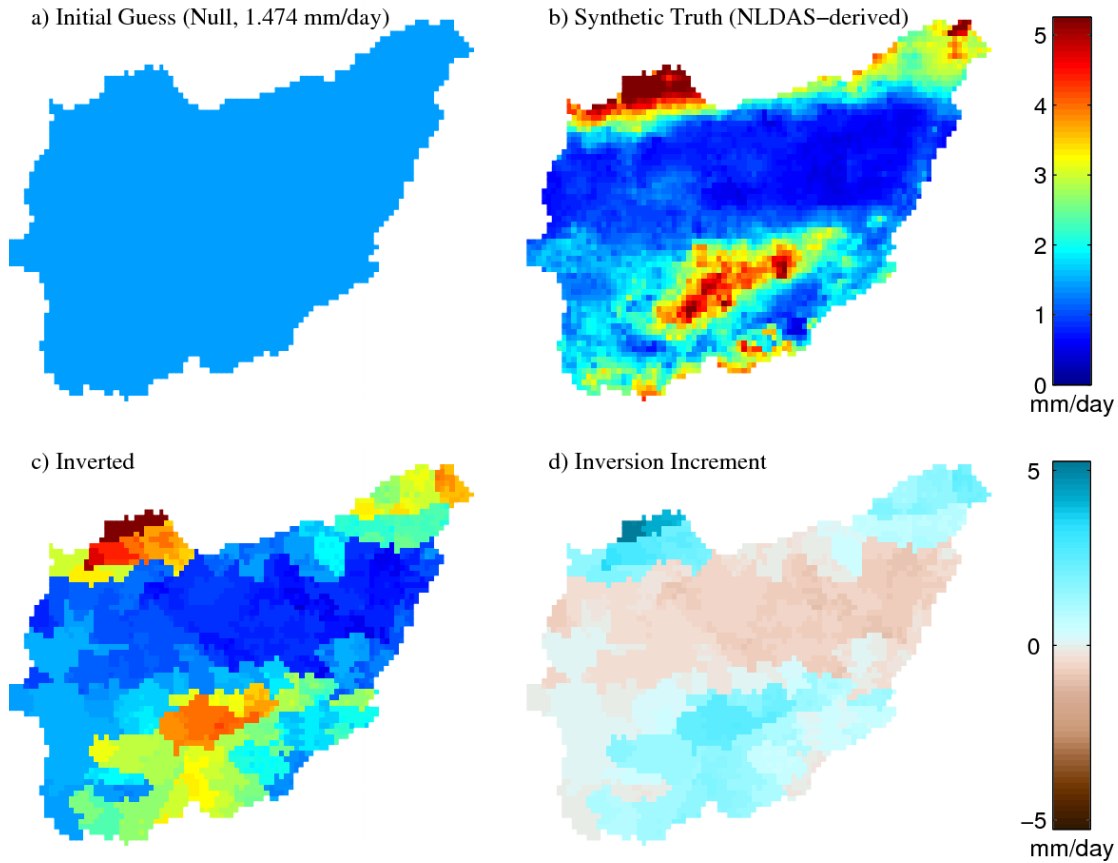 a) Initial Guess (Null, 1.474 mm/day)
b) Synthetic Truth (NLDAS−derived)
5
4
3
2
1
0
mm/day
c) Inverted
d) Inversion Increment
5
0
−5
mm/day